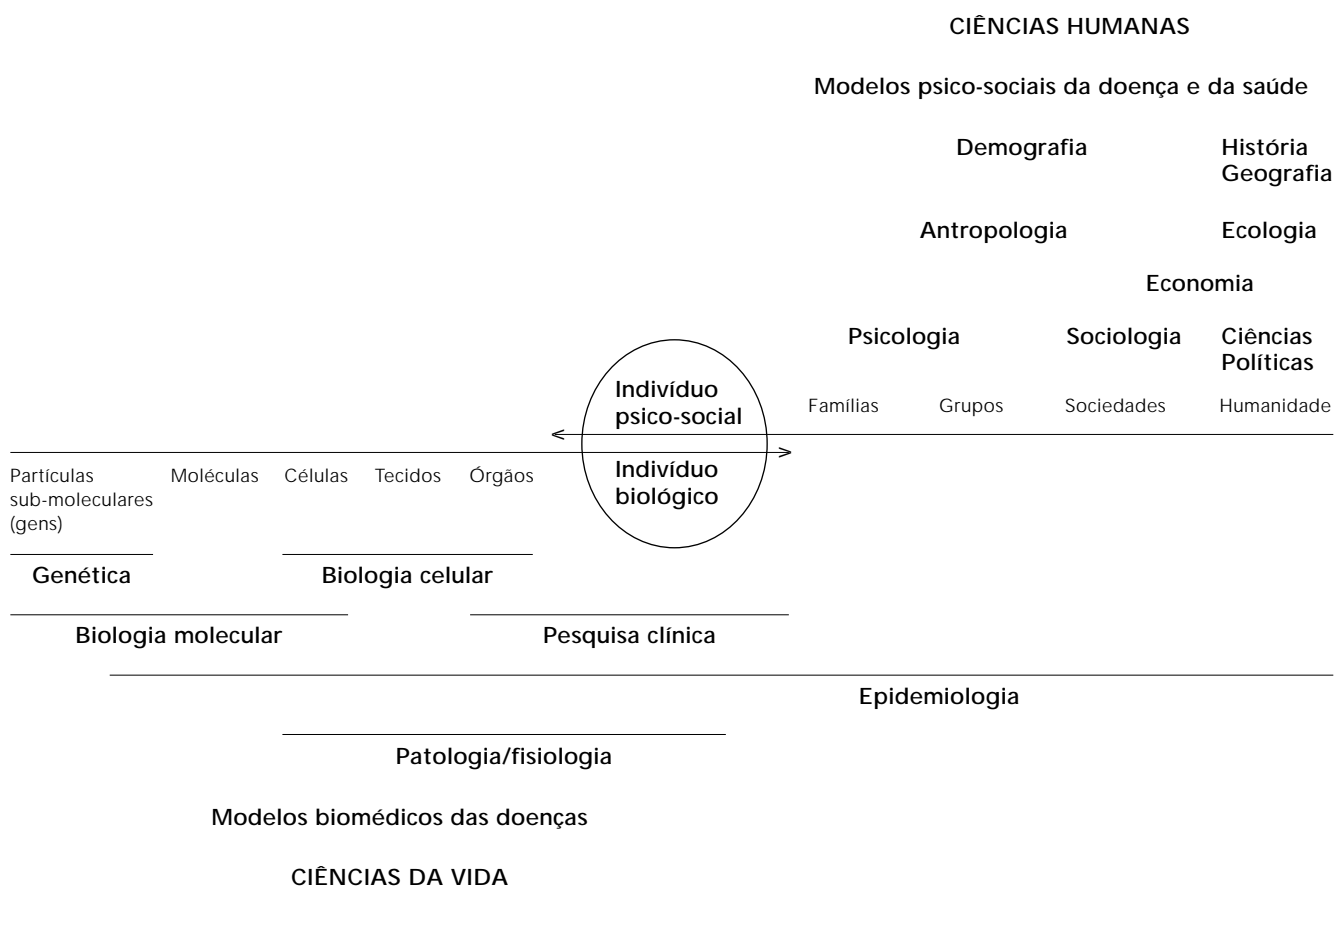 CIÊNCIAS HUMANAS
Modelos psico-sociais da doença e da saúde
Demografia
História
Geografia
Antropologia
Ecologia
Economia
Psicologia
Sociologia
Ciências
Políticas
Indivíduo
psico-social
Famílias
Grupos
Sociedades
Humanidade
Indivíduo
biológico
Partículas
sub-moleculares
(gens)
Moléculas
Células
Tecidos
Órgãos
Genética
Biologia celular
Biologia molecular
Pesquisa clínica
Epidemiologia
Patologia/fisiologia
Modelos biomédicos das doenças
CIÊNCIAS DA VIDA